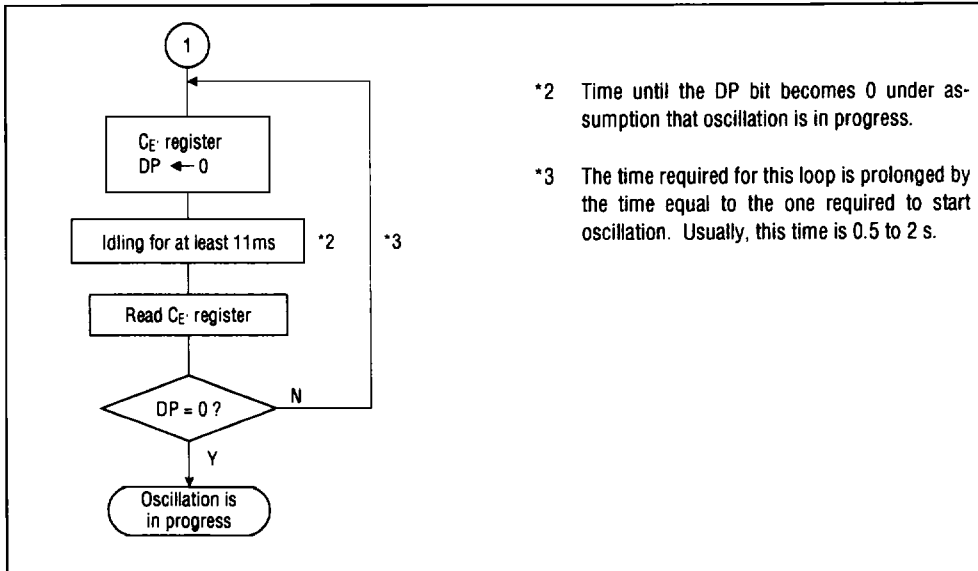 1
C_E' register
DP ← 0
Idling for at least 11ms *2 *3
Read C_E' register
DP = 0 ?
N
Y
Oscillation is
in progress
*2 Time until the DP bit becomes 0 under as-
sumption that oscillation is in progress.
*3 The time required for this loop is prolonged by
the time equal to the one required to start
oscillation. Usually, this time is 0.5 to 2 s.